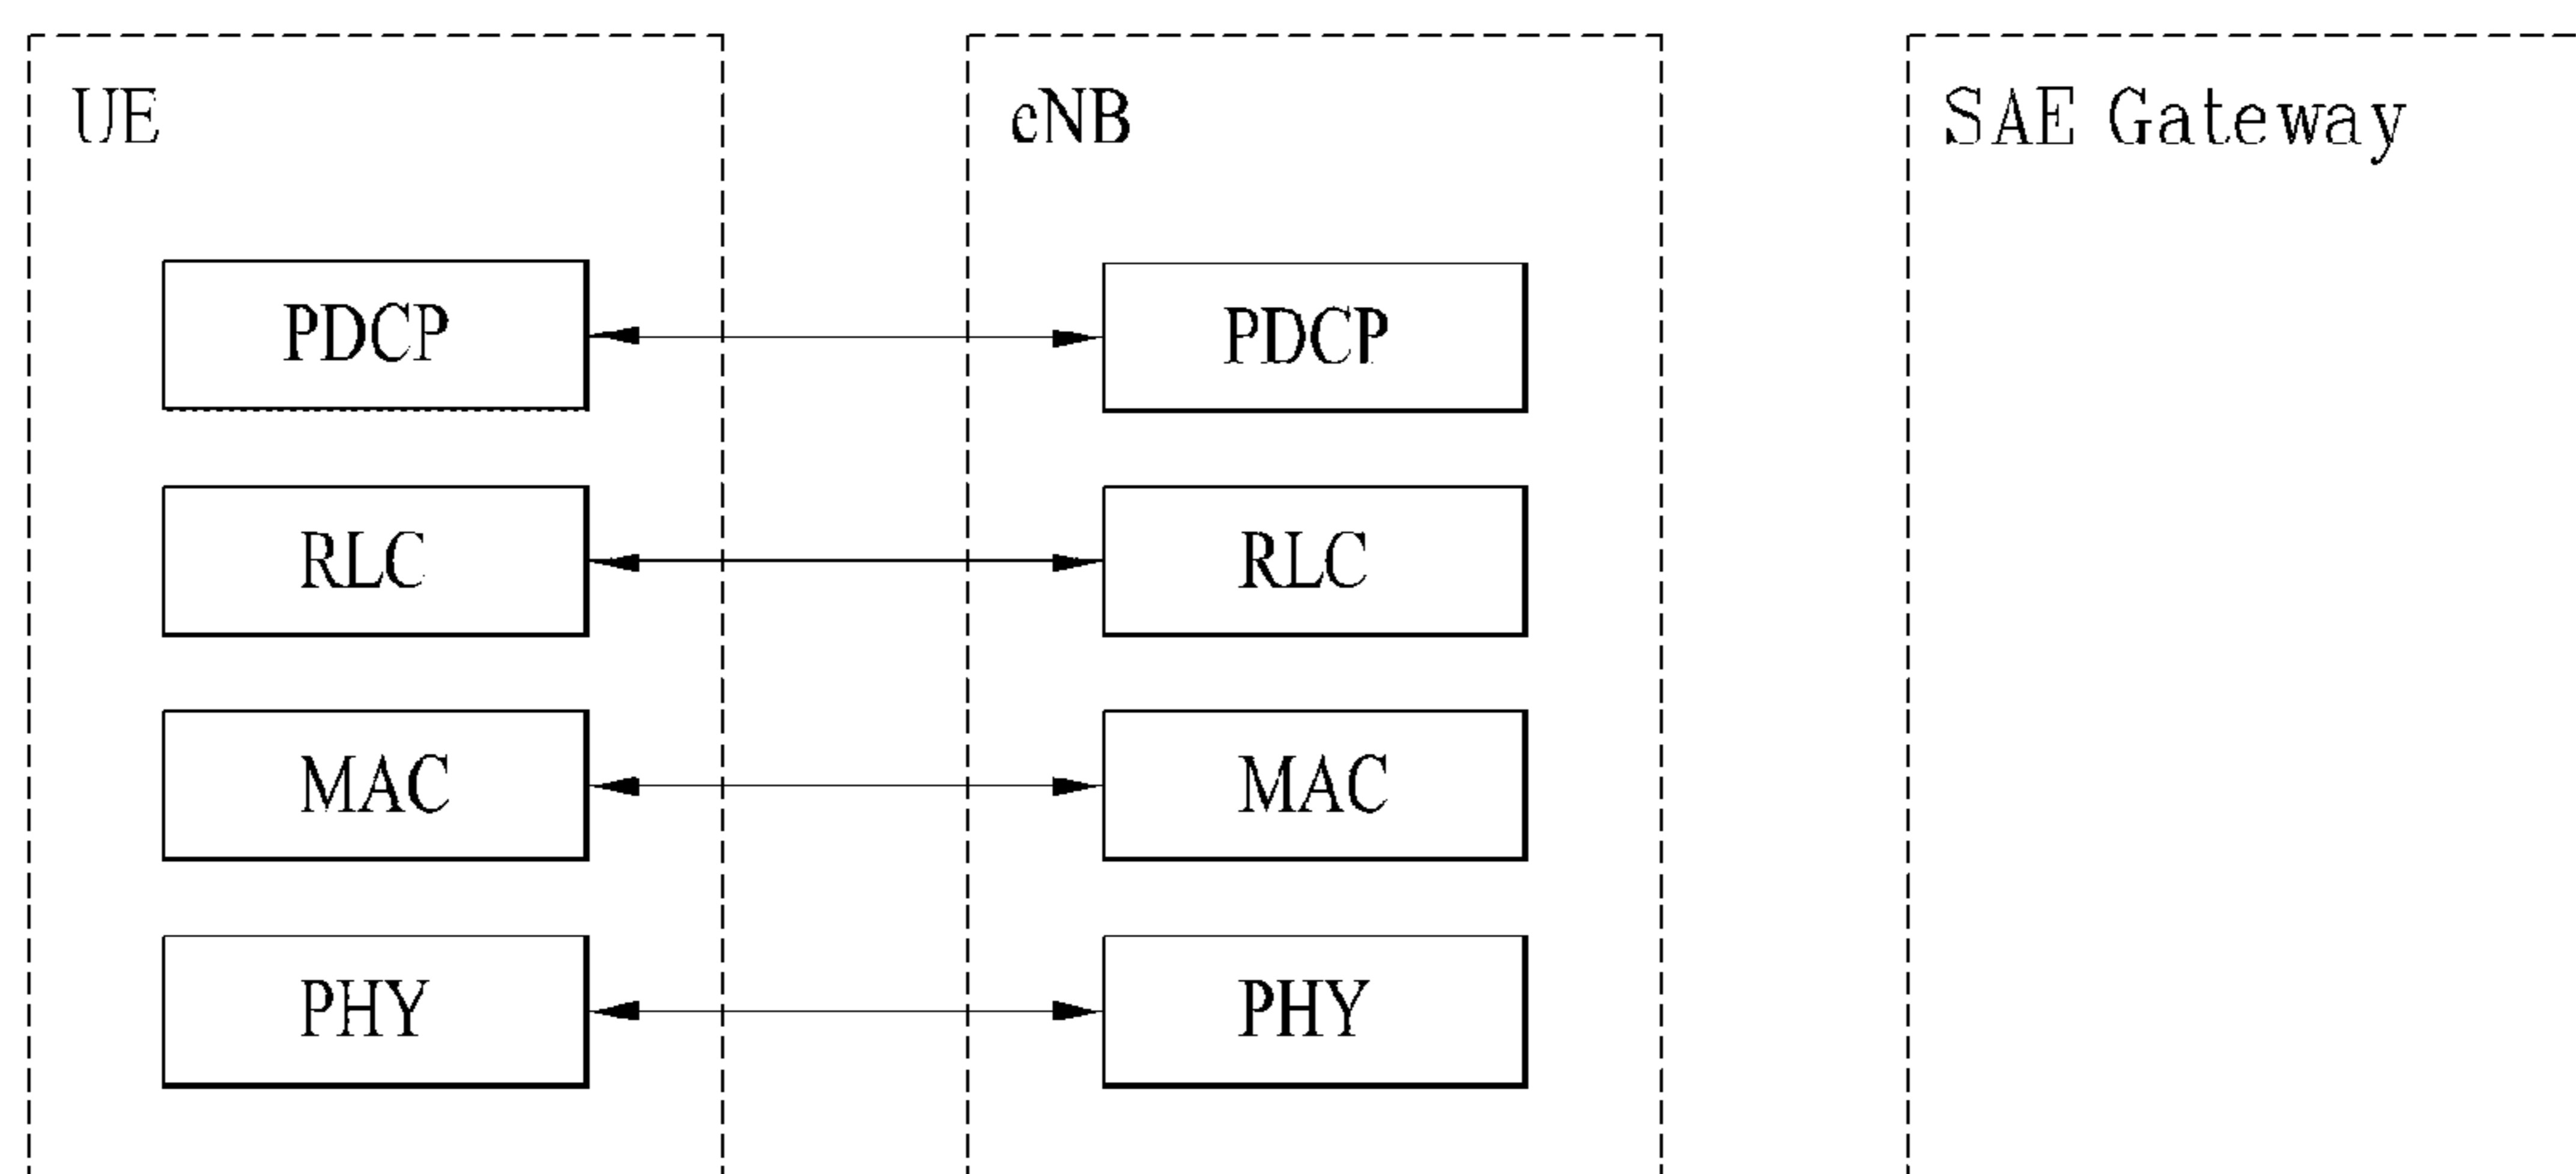 UE eNB SAE Gateway
PDCP PDCP
RLC RLC
MAC MAC
PHY PHY